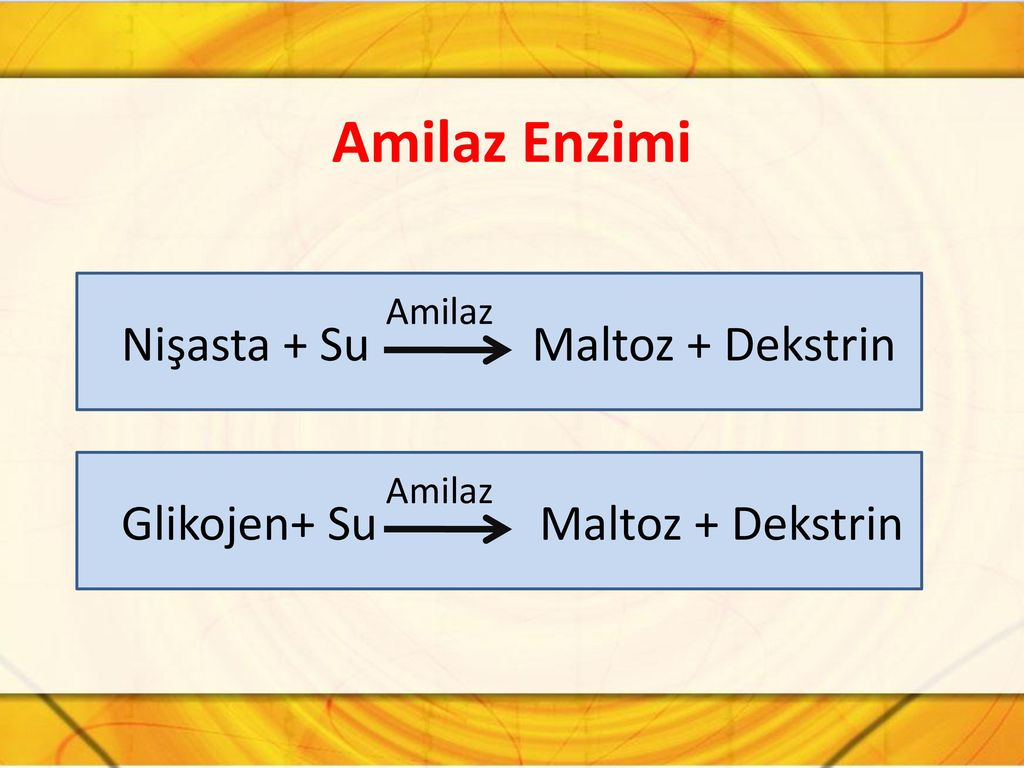 Amilaz Enzimi
Amilaz
Nişasta + Su Maltoz + Dekstrin
Amilaz
Glikojen+ Su Maltoz + Dekstrin